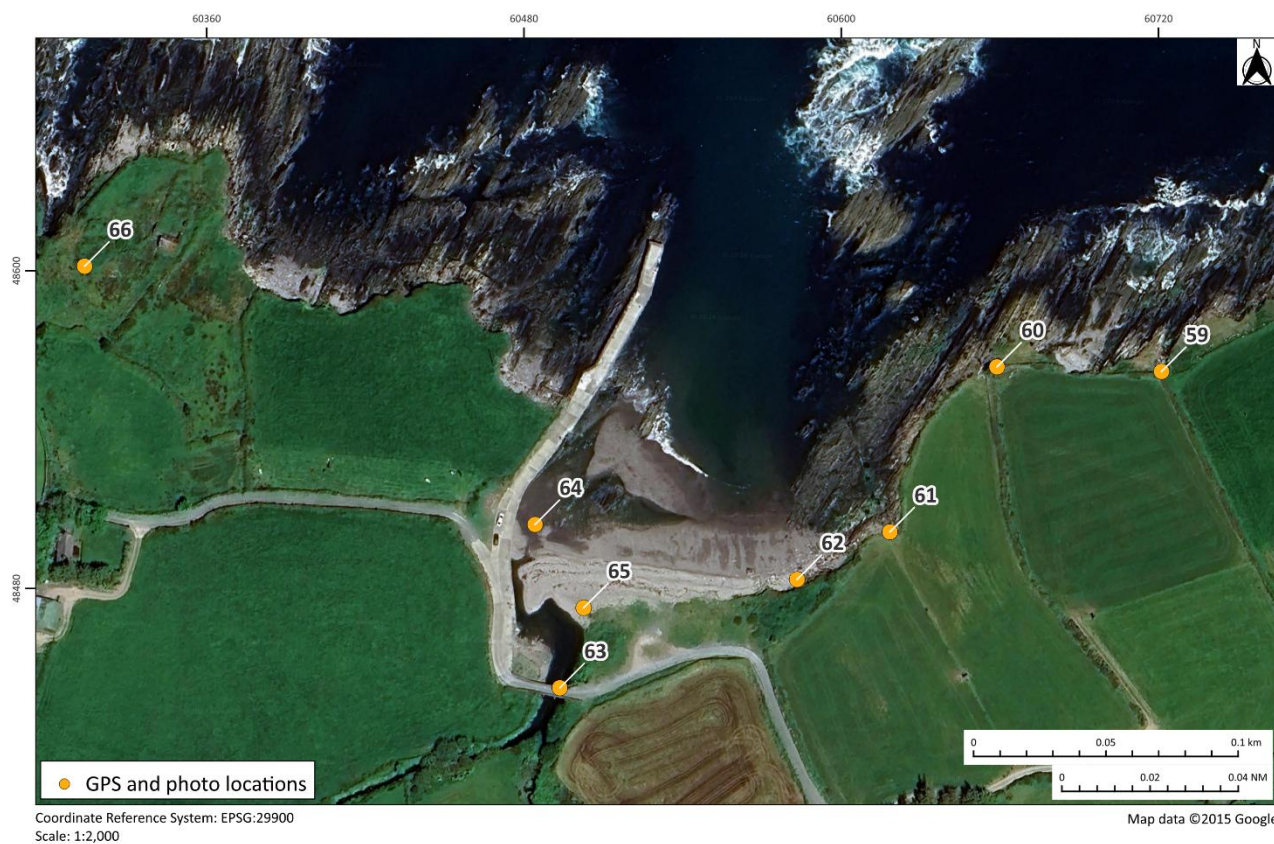 60360 60480 60600 60720
N
66
48600
60
59
64
61
62
65
48480
63
0 0.05 0.1 km
0 0.02 0.04 NM
GPS and photo locations
Coordinate Reference System: EPSG:29900
Map data ©2015 Google
Scale: 1:2,000